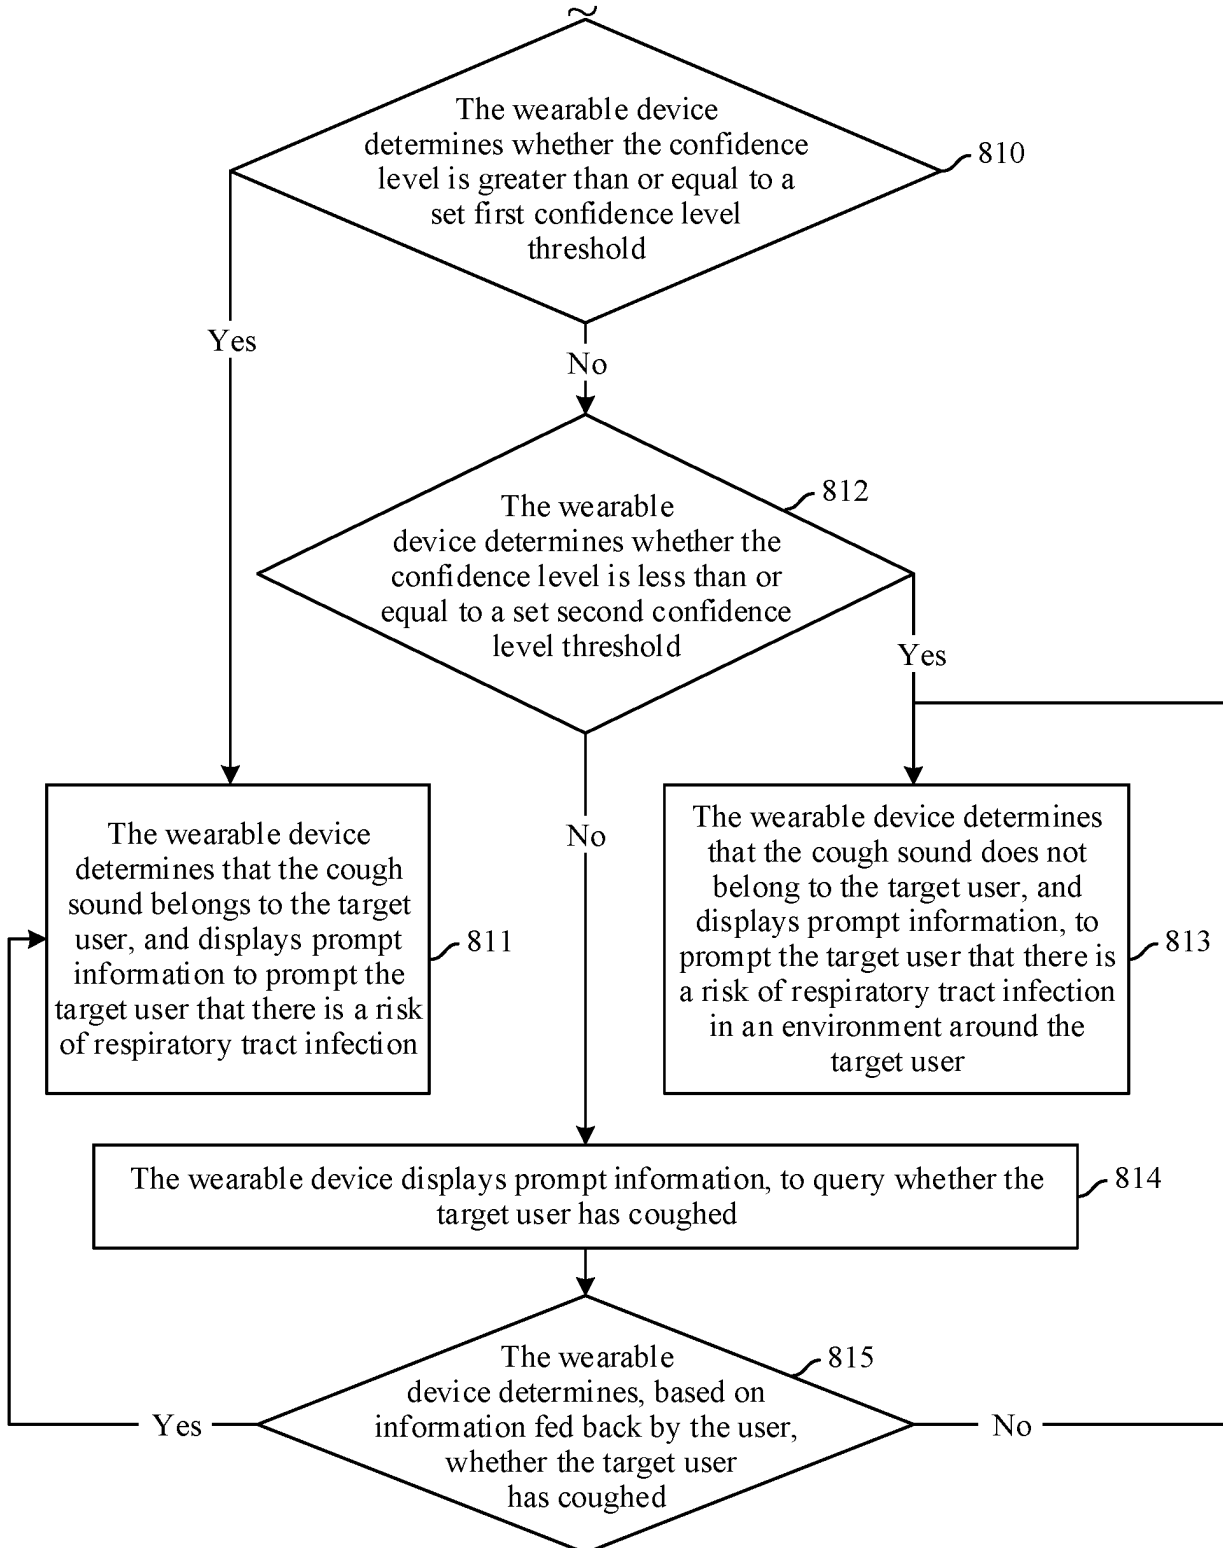 The wearable device
determines whether the confidence
level is greater than or equal to a
set first confidence level
threshold
810
Yes
No
The wearable
device determines whether the
confidence level is less than or
equal to a set second confidence
level threshold
812
Yes
No
The wearable device
determines that the cough
sound belongs to the target
user, and displays prompt
information to prompt the
target user that there is a risk
of respiratory tract infection
811
The wearable device determines
that the cough sound does not
belong to the target user, and
displays prompt information, to
prompt the target user that there is
a risk of respiratory tract infection
in an environment around the
target user
813
The wearable device displays prompt information, to query whether the
target user has coughed
814
The wearable
device determines, based on
information fed back by the user,
whether the target user
has coughed
815
Yes
No